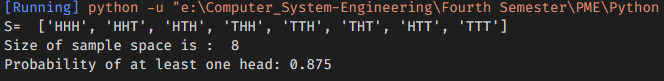 [Running] python -u "e:\Computer_System-Engineering\Fourth Semester\PME\Python
S=  ['HHH', 'HHT', 'HTH', 'THH', 'TTH', 'THT', 'HTT', 'TTT']
Size of sample space is :  8
Probability of at least one head: 0.875